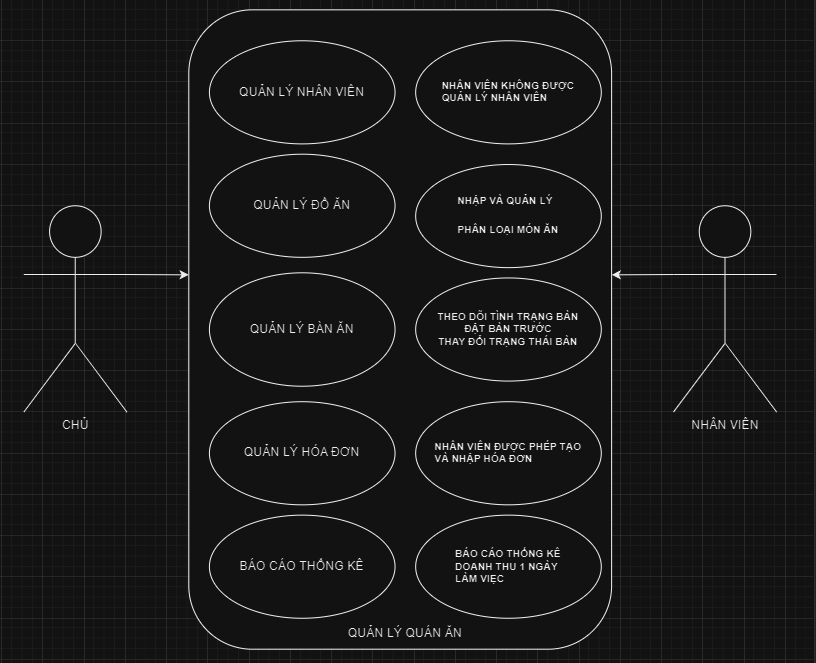 QUẢN LÝ NHÂN VIÊN
NHÂN VIÊN KHÔNG ĐƯỢC
QUẢN LÝ NHÂN VIÊN
QUẢN LÝ ĐỒ ĂN
NHẬP VÀ QUẢN LÝ
PHÂN LOẠI MÓN ĂN
QUẢN LÝ BÀN ĂN
THEO DÕI TÌNH TRẠNG BÀN
ĐẶT BÀN TRƯỚC
THAY ĐỔI TRẠNG THÁI BÀN
CHỦ
NHÂN VIÊN
QUẢN LÝ HÓA ĐƠN
NHÂN VIÊN ĐƯỢC PHÉP TẠO
VÀ NHẬP HÓA ĐƠN
BÁO CÁO THỐNG KÊ
BÁO CÁO THỐNG KÊ
DOANH THU 1 NGÀY
LÀM VIỆC
QUẢN LÝ QUÁN ĂN